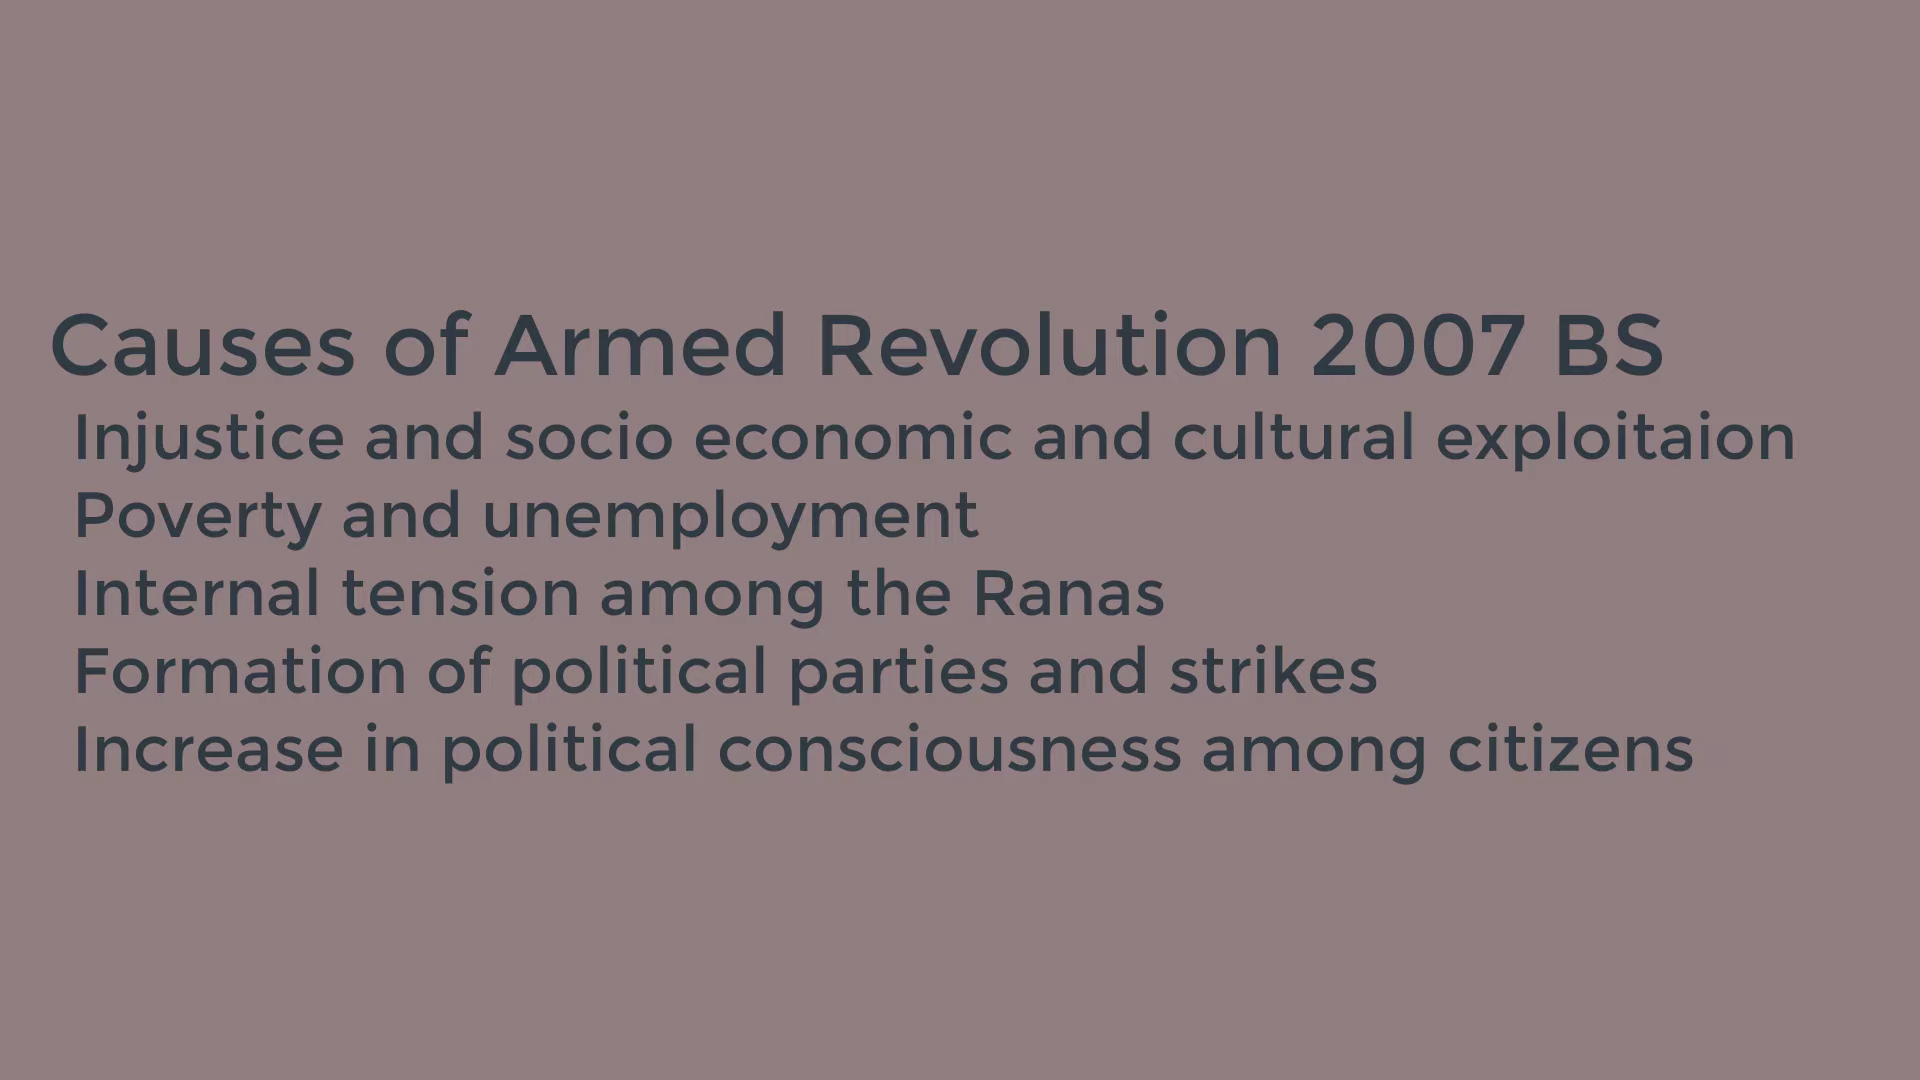 Causes of Armed Revolution 2007 BS
Injustice and socio economic and cultural exploitaion
Poverty and unemployment
Internal tension among the Ranas
Formation of political parties and strikes
Increase in political consciousness among citizens